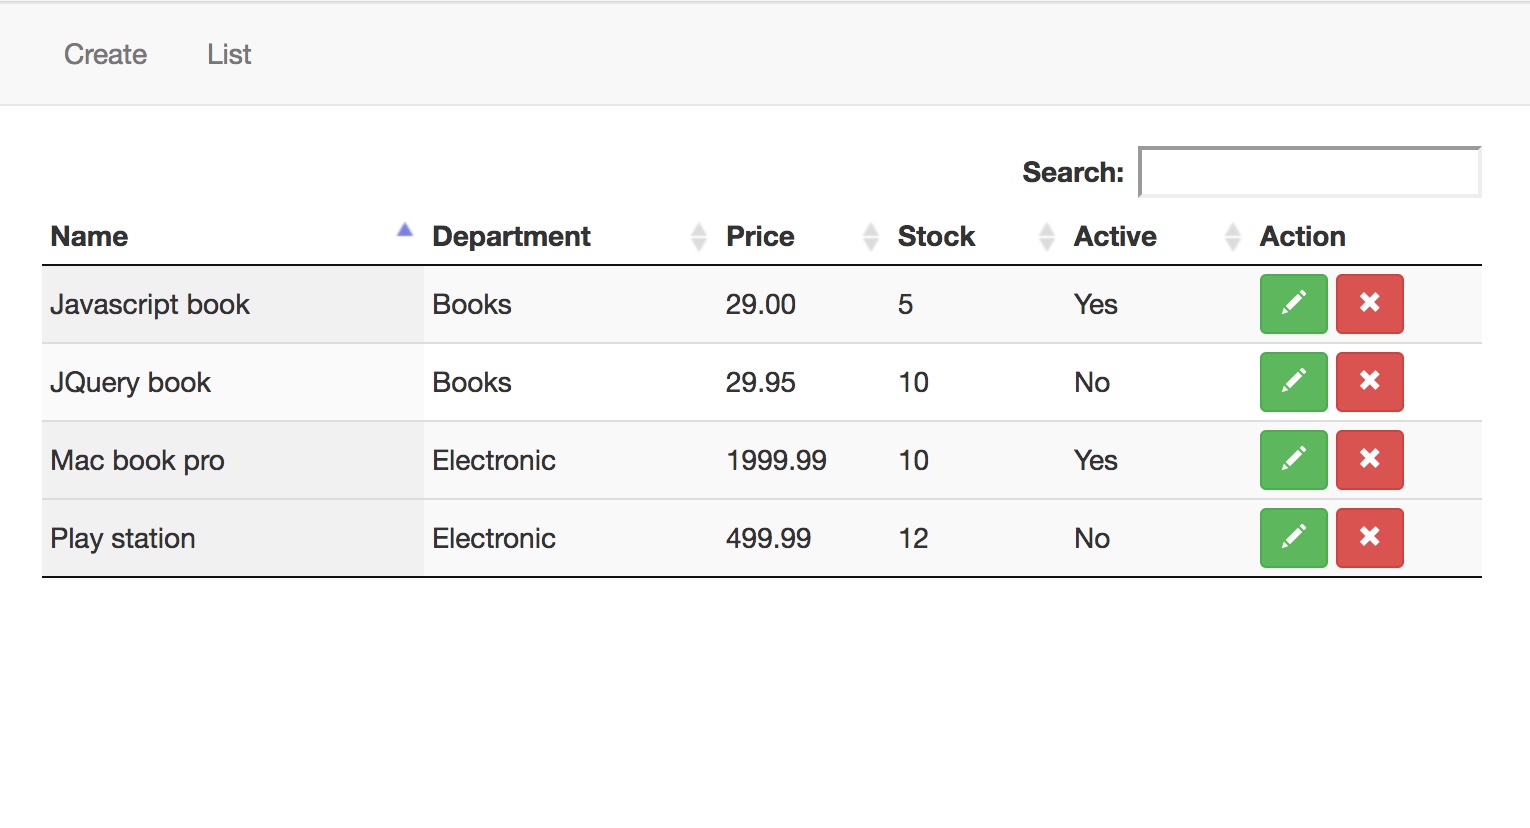 Create List
Search:
Name Department Price Stock Active Action
Javascript book Books 29.00 5 Yes
JQuery book Books 29.95 10 No
Mac book pro Electronic 1999.99 10 Yes
Play station Electronic 499.99 12 No